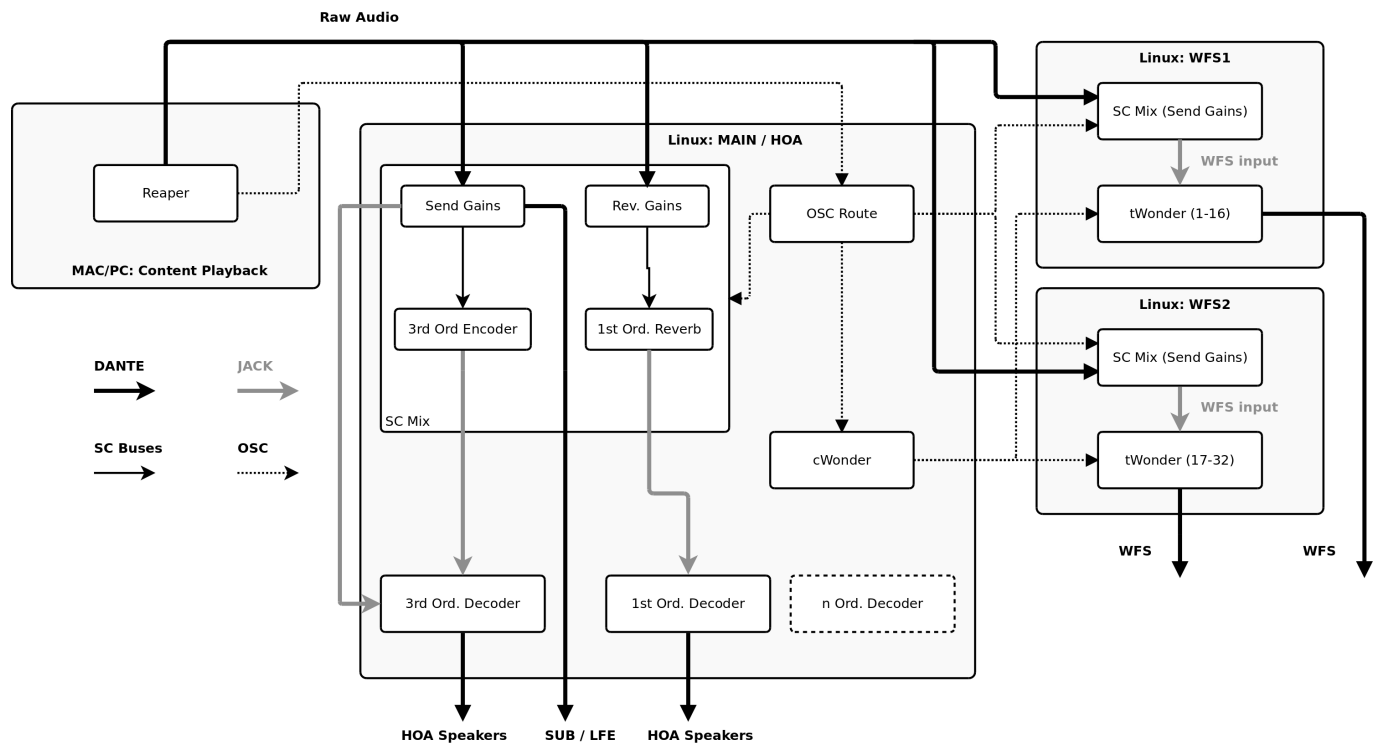 Raw Audio
Linux: WFS1
SC Mix (Send Gains)
WFS input
tWonder (1-16)
Linux: MAIN / HOA
Reaper
MAC/PC: Content Playback
Send Gains
Rev. Gains
OSC Route
3rd Ord Encoder
1st Ord. Reverb
SC Mix
Linux: WFS2
SC Mix (Send Gains)
WFS input
tWonder (17-32)
DANTE
JACK
SC Buses
OSC
cWonder
WFS
WFS
3rd Ord. Decoder
1st Ord. Decoder
n Ord. Decoder
HOA Speakers
SUB / LFE
HOA Speakers